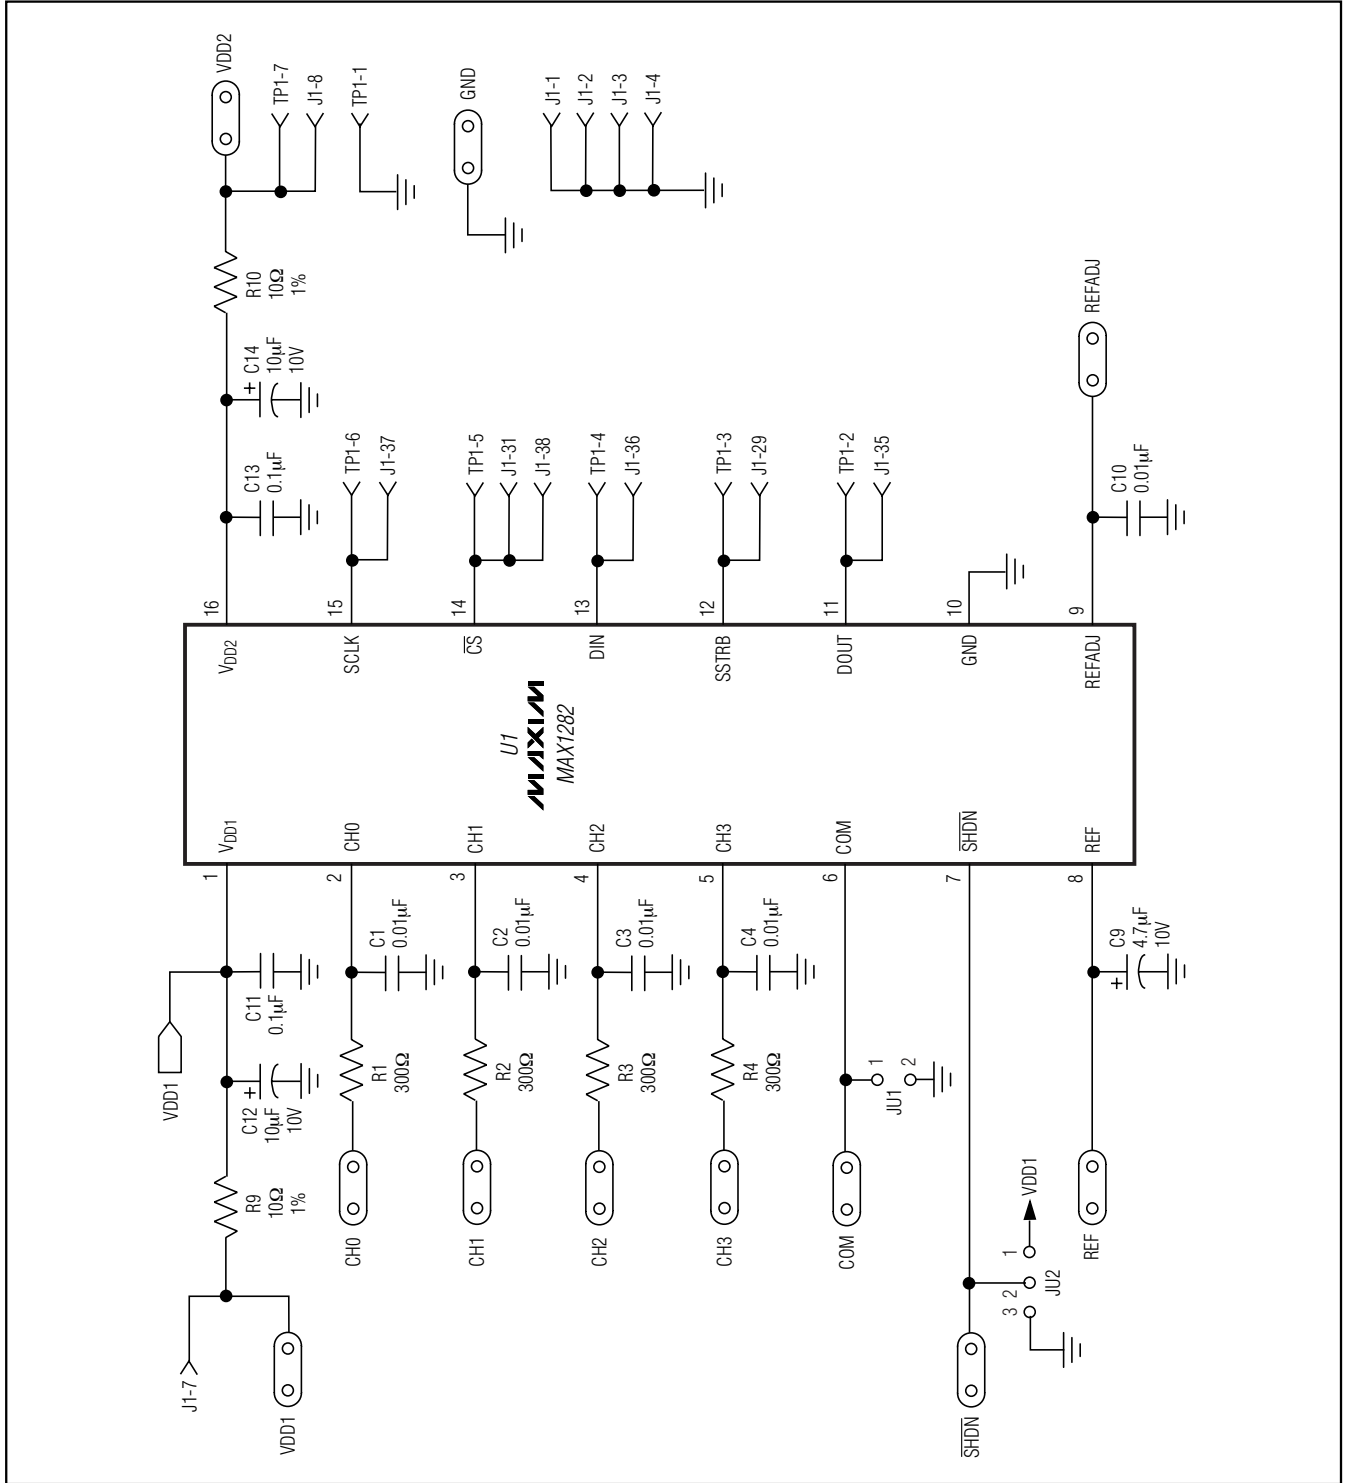 J1-7
VDD1
R9
10Ω
1%
VDD1
C12
10µF
10V
+
C11
0.1µF
1
VDD1
CH0
R1
300Ω
C1
0.01µF
2
CH0
CH1
R2
300Ω
C2
0.01µF
3
CH1
CH2
R3
300Ω
C3
0.01µF
4
CH2
CH3
R4
300Ω
C4
0.01µF
5
CH3
COM
JU1
1
2
6
COM
SHDN
3
2
1
JU2
VDD1
7
SHDN
REF
+
C9
4.7µF
10V
8
REF
U1
MAXIM
MAX1282
VDD2
16
C13
0.1µF
+
C14
10µF
10V
R10
10Ω
1%
VDD2
TP1-7
J1-8
TP1-1
GND
J1-1
J1-2
J1-3
J1-4
SCLK
15
TP1-6
J1-37
CS
14
TP1-5
J1-31
J1-38
DIN
13
TP1-4
J1-36
SSTRB
12
TP1-3
J1-29
DOUT
11
TP1-2
J1-35
GND
10
REFADJ
9
C10
0.01µF
REFADJ